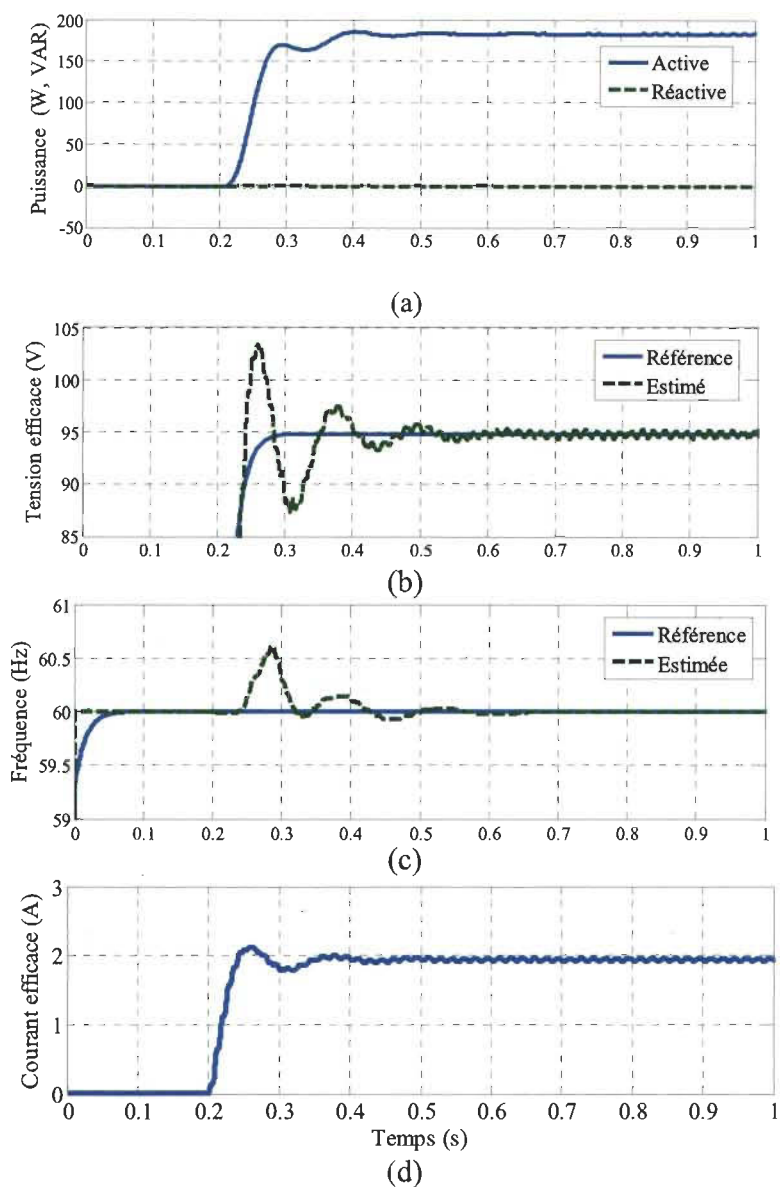 200
150
100
50
0
-50
Puissance (W, VAR)
Active
Réactive
0 0.1 0.2 0.3 0.4 0.5 0.6 0.7 0.8 0.9 1
(a)
105
100
95
90
85
Tension efficace (V)
Référence
Estimé
0 0.1 0.2 0.3 0.4 0.5 0.6 0.7 0.8 0.9 1
(b)
61
60.5
60
59.5
59
Fréquence (Hz)
Référence
Estimée
0 0.1 0.2 0.3 0.4 0.5 0.6 0.7 0.8 0.9 1
(c)
3
2
1
0
Courant efficace (A)
0 0.1 0.2 0.3 0.4 0.5 0.6 0.7 0.8 0.9 1
Temps (s)
(d)